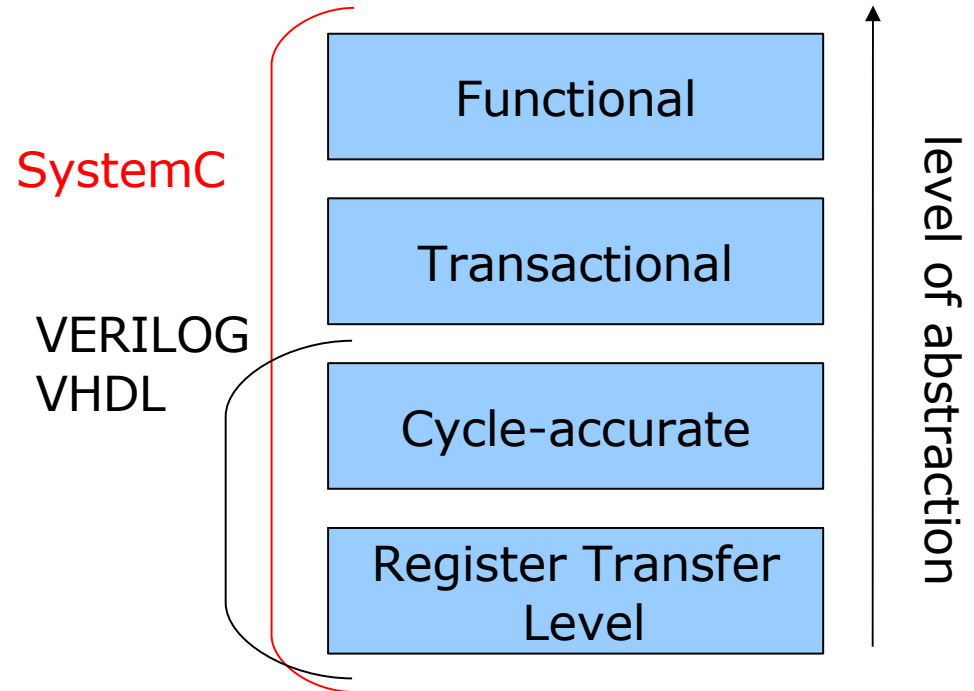 Functional
SystemC
Transactional
VERILOG
VHDL
Cycle-accurate
Register Transfer
Level
level of abstraction